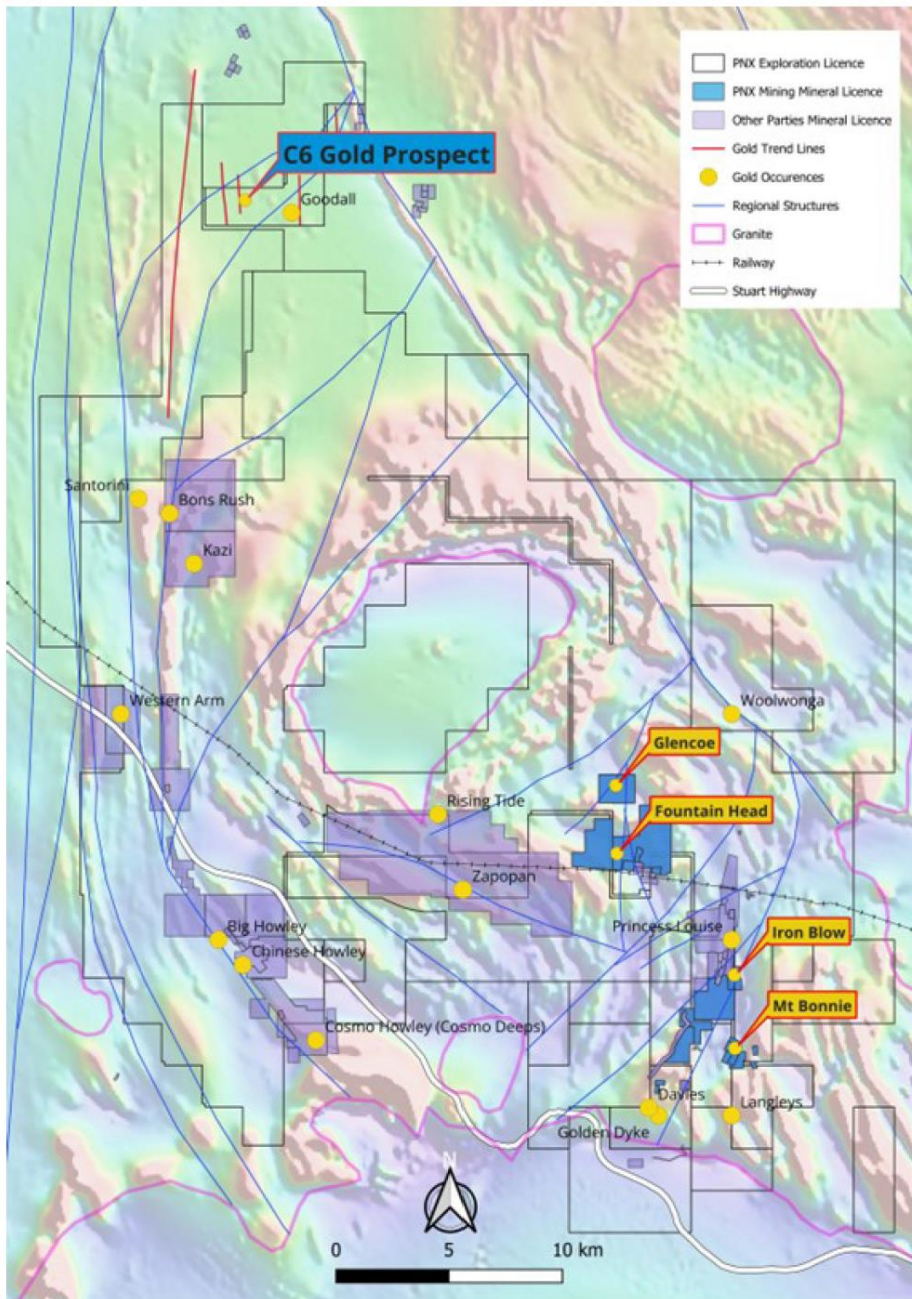 PNX Exploration Licence
PNX Mining Mineral Licence
Other Parties Mineral Licence
Gold Trend Lines
Gold Occurences
Regional Structures
Granite
Railway
Stuart Highway
C6 Gold Prospect
Goodall
Santorini
Bons Rush
Kazi
Western Arm
Woolwonga
Glencoe
Rising Tide
Fountain Head
Zapopan
Big Howley
Princess Louise
Iron Blow
Chinese Howley
Mt Bonnie
Cosmo Howley (Cosmo Deeps)
Davies
Langleys
Golden Dyke
N
0 5 10 km